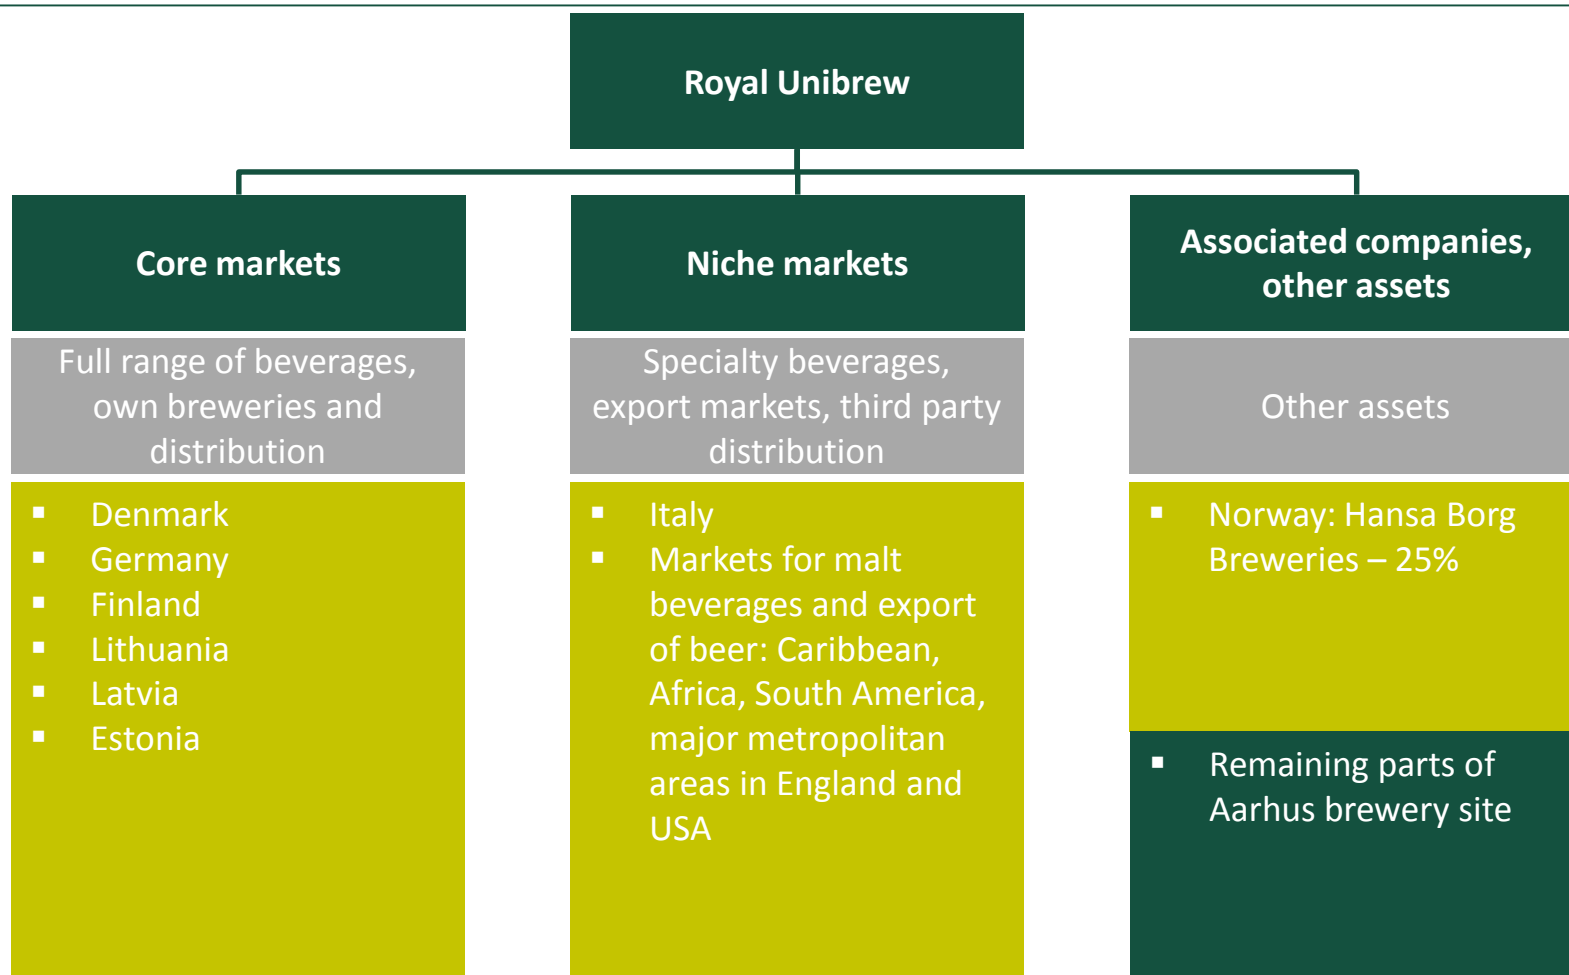 Royal Unibrew
Core markets
Full range of beverages,
own breweries and
distribution
▪ Denmark
▪ Germany
▪ Finland
▪ Lithuania
▪ Latvia
▪ Estonia
Niche markets
Specialty beverages,
export markets, third party
distribution
▪ Italy
▪ Markets for malt
beverages and export
of beer: Caribbean,
Africa, South America,
major metropolitan
areas in England and
USA
Associated companies,
other assets
Other assets
▪ Norway: Hansa Borg
Breweries – 25%
▪ Remaining parts of
Aarhus brewery site